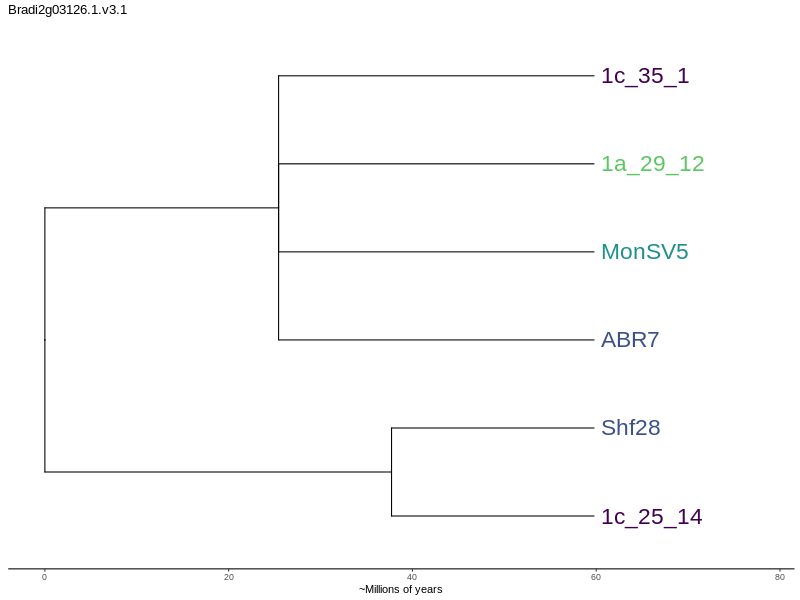 Bradi2g03126.1.v3.1
1c_35_1
1a_29_12
MonSV5
ABR7
Shf28
1c_25_14
0 20 40 60 80
~Millions of years